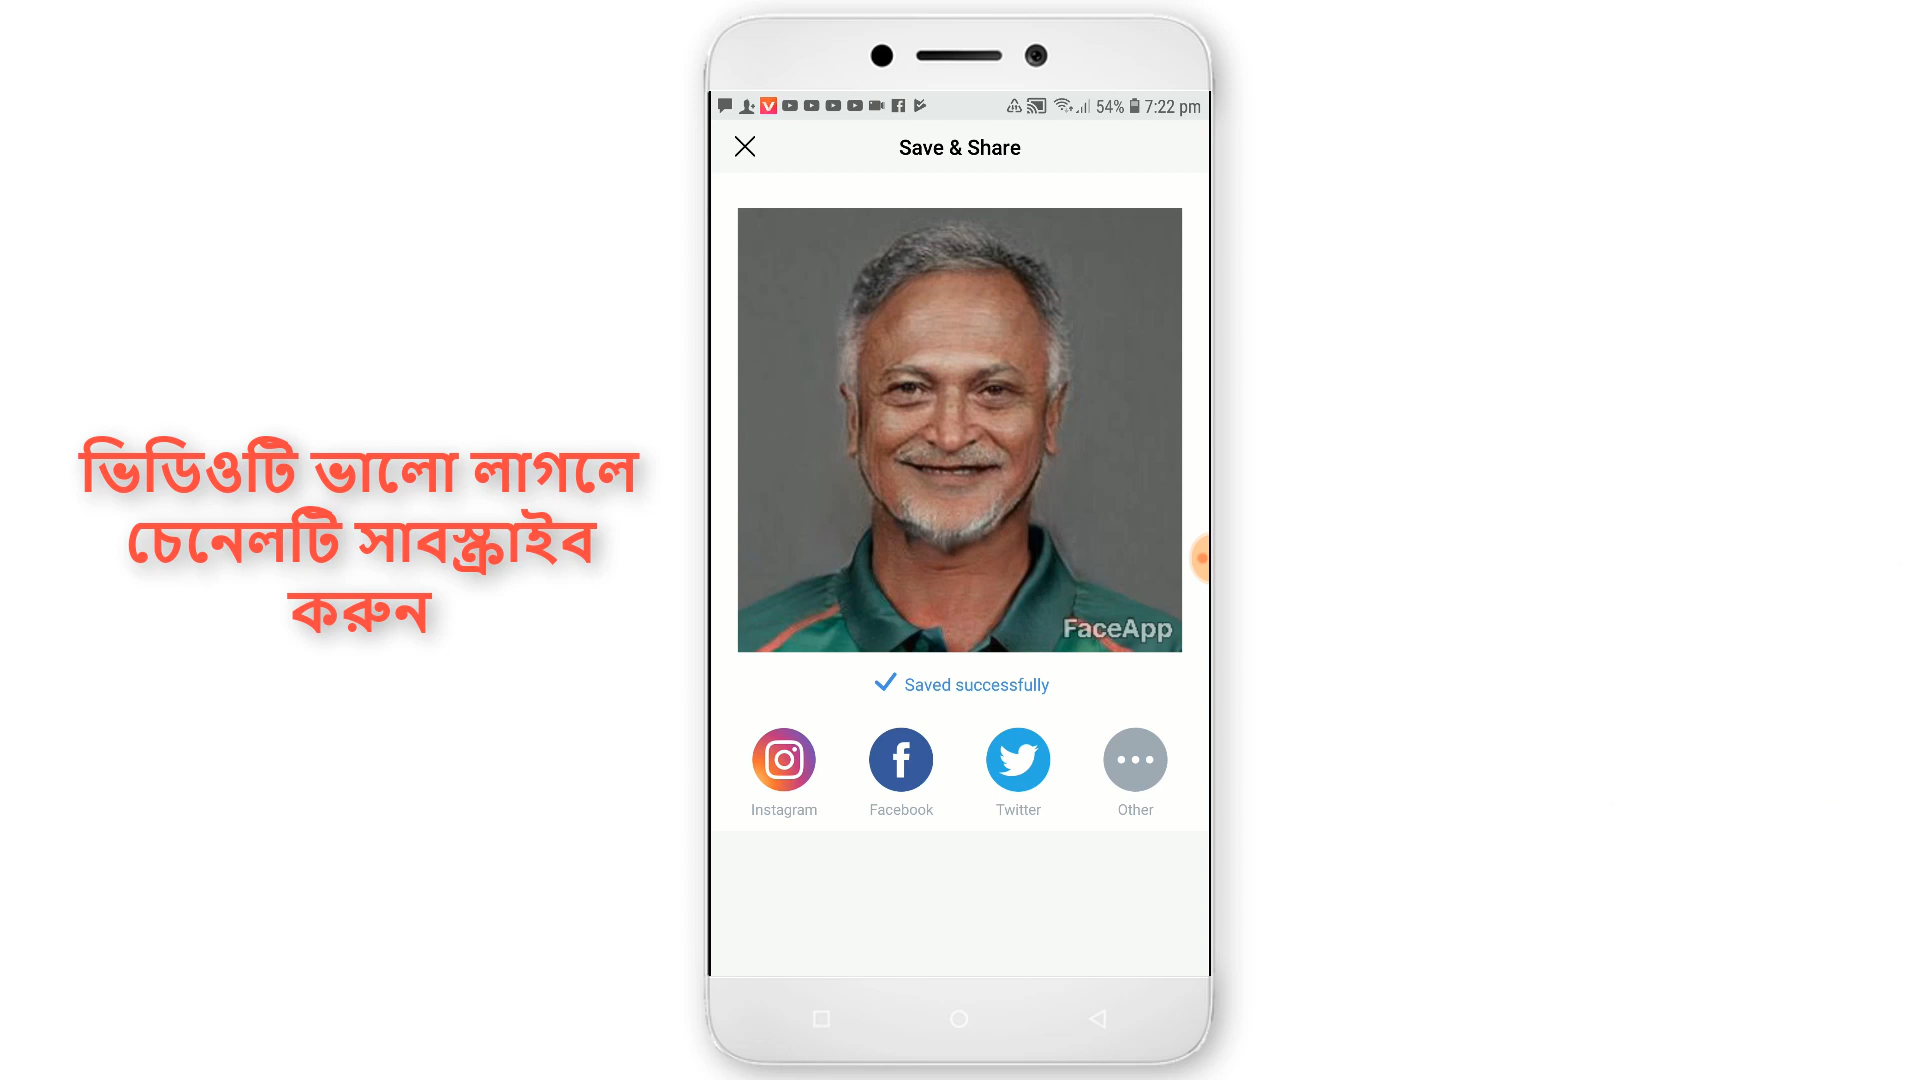 54% 7:22 pm
Save & Share
ভিডিওটি ভালো লাগলে
চেনেলটি সাবস্ক্রাইব
করুন
FaceApp
Saved successfully
Instagram Facebook Twitter Other